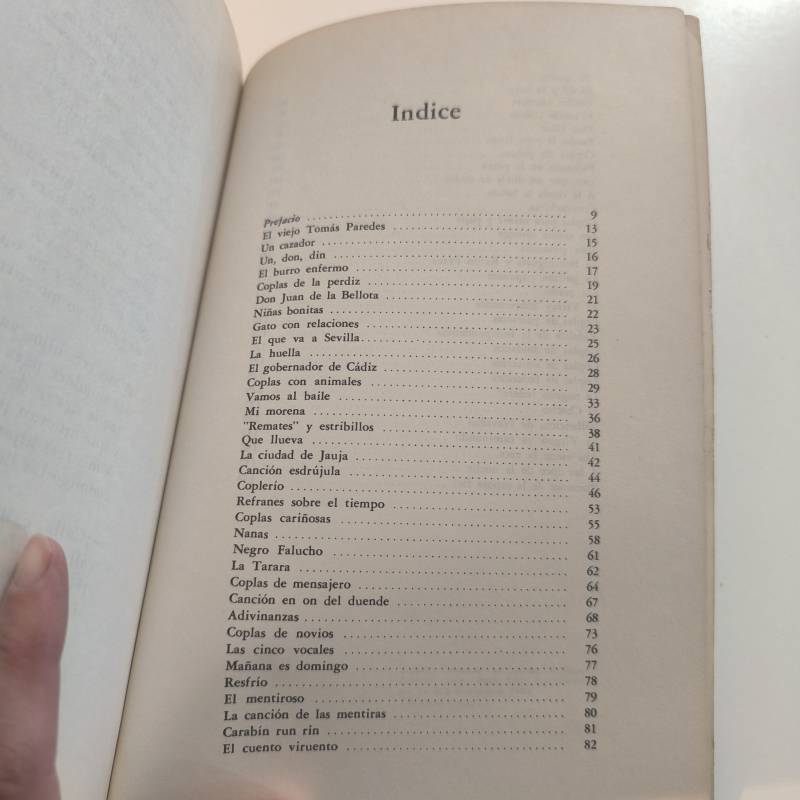 Indice
Prefacio 9
El viejo Tomás Paredes 13
Un cazador 15
Un, don, din 16
El burro enfermo 17
Coplas de la perdiz 19
Don Juan de la Bellota 21
Niñas bonitas 22
Gato con relaciones 23
El que va a Sevilla 25
La huella 26
El gobernador de Cádiz 28
Coplas con animales 29
Vamos al baile 33
Mi morena 36
"Remates" y estribillos 38
Que llueva 41
La ciudad de Jauja 42
Canción esdrújula 44
Coplerío 46
Refranes sobre el tiempo 53
Coplas cariñosas 55
Nanas 58
Negro Falucho 61
La Tarara 62
Coplas de mensajero 64
Canción en on del duende 67
Adivinanzas 68
Coplas de novios 73
Las cinco vocales 76
Mañana es domingo 77
Resfrío 78
El mentiroso 79
La canción de las mentiras 80
Carabín run rín 81
El cuento viruento 82